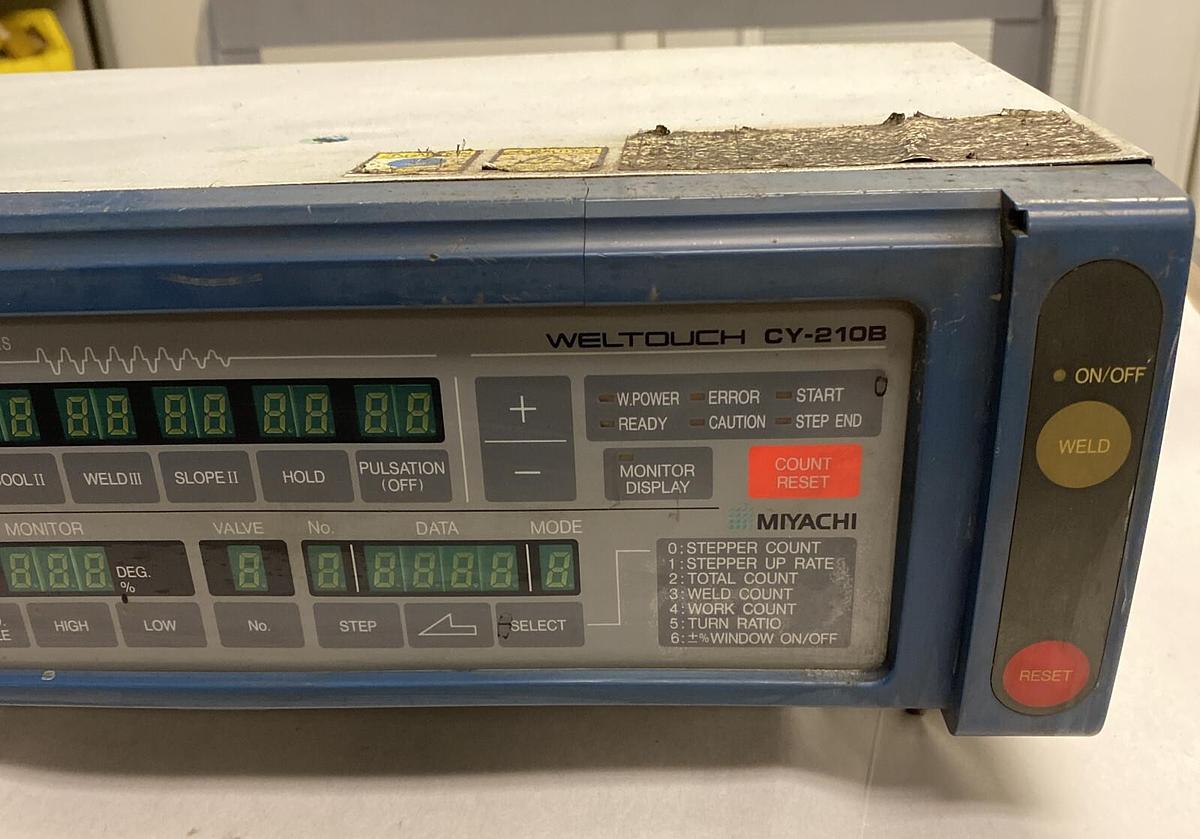 WELTOUCH CY-210B
W.POWER ERROR START
READY CAUTION STEP END
ON/OFF
WELD
+
−
WELD III SLOPE II HOLD PULSATION
(OFF)
MONITOR
DISPLAY
COUNT
RESET
MIYACHI
MONITOR VALVE No. DATA MODE
DEG.
%
HIGH LOW No. STEP SELECT
0:STEPPER COUNT
1:STEPPER UP RATE
2:TOTAL COUNT
3:WELD COUNT
4:WORK COUNT
5:TURN RATIO
6:±%WINDOW ON/OFF
RESET